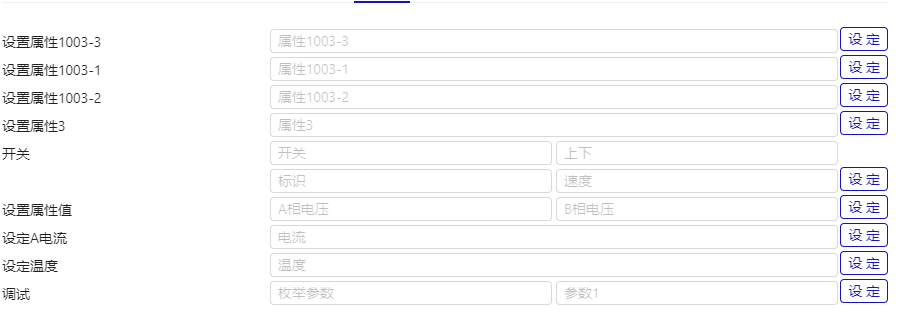 设置属性1003-3 属性1003-3 设 定
设置属性1003-1 属性1003-1 设 定
设置属性1003-2 属性1003-2 设 定
设置属性3 属性3 设 定
开关 开关 上下
标识 速度 设 定
设置属性值 A相电压 B相电压 设 定
设定A电流 电流 设 定
设定温度 温度 设 定
调试 枚举参数 参数1 设 定